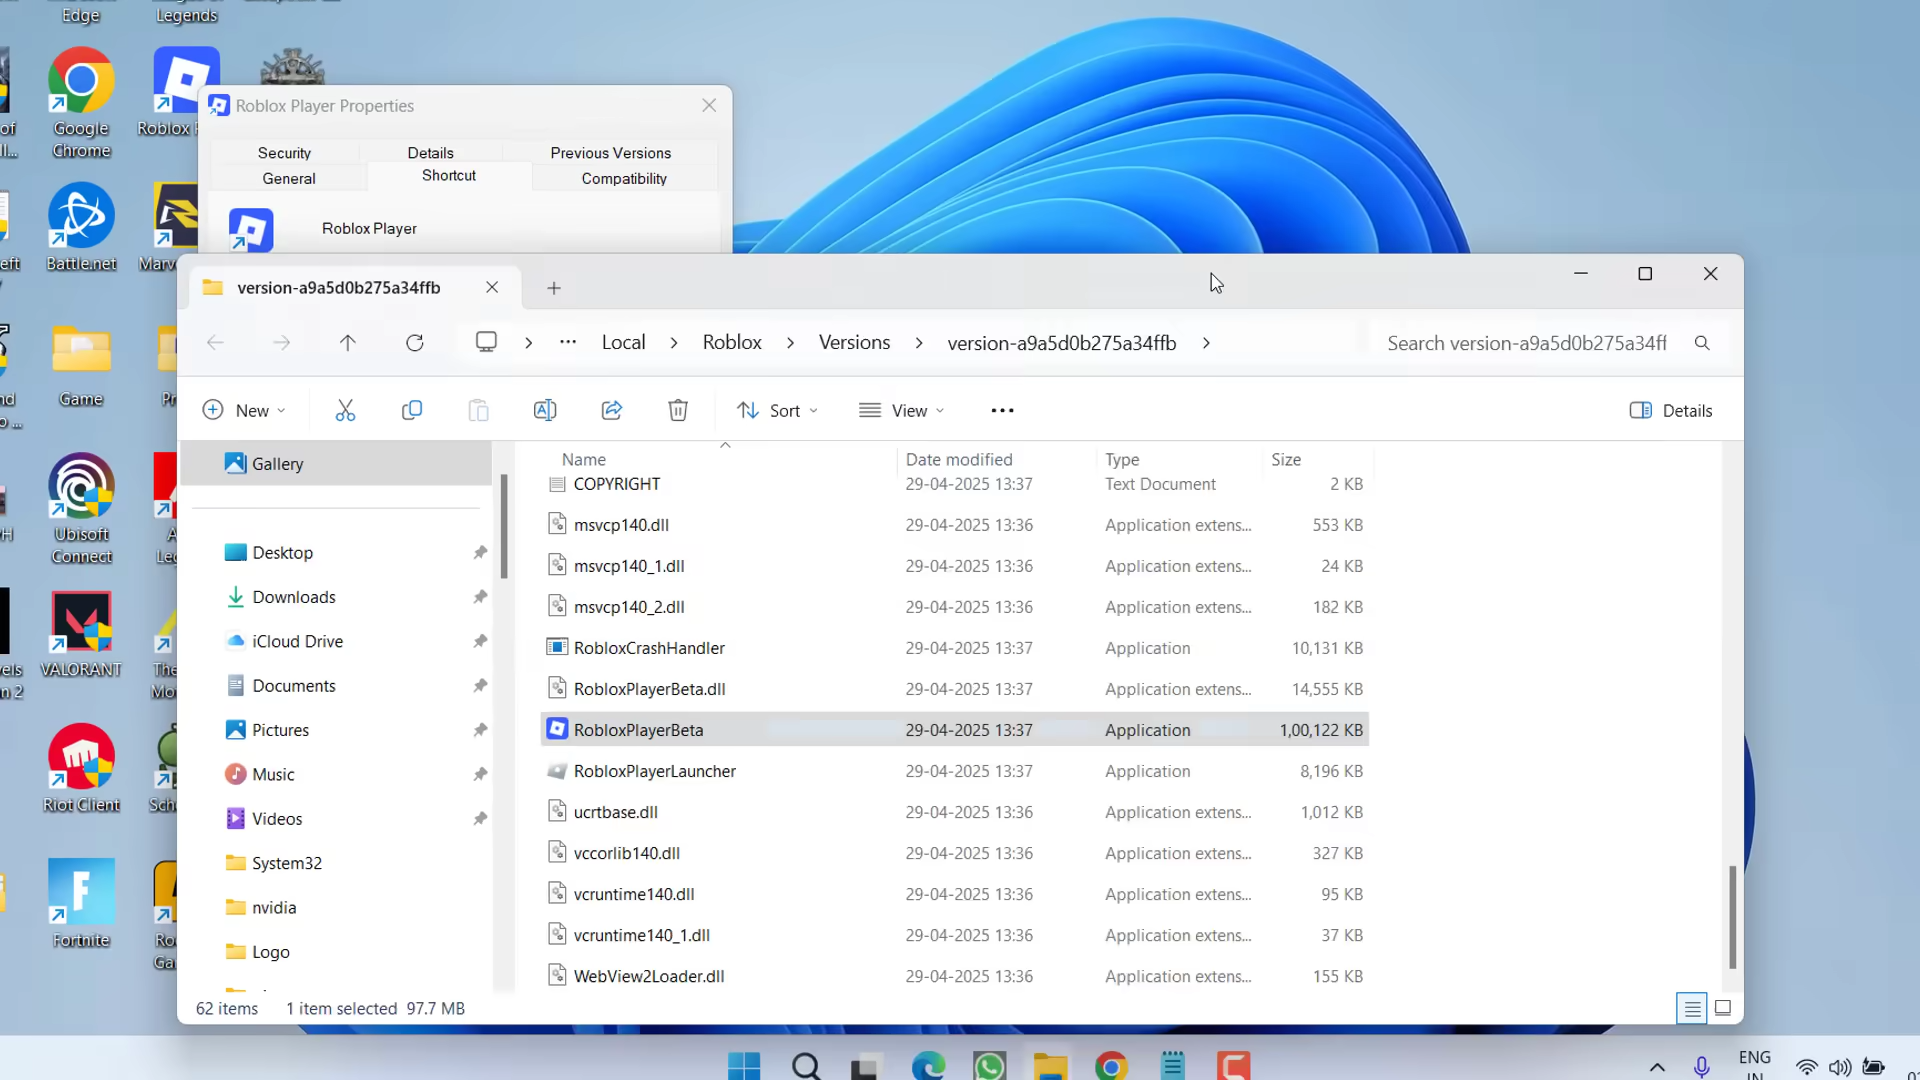 Edge
Legends
Google
Chrome
Roblox
Battle.net
Game
Ubisoft
Connect
VALORANT
Riot Client
Fortnite
Roblox Player Properties
Security Details Previous Versions
General Shortcut Compatibility
Roblox Player
version-a9a5d0b275a34ffb
Local Roblox Versions version-a9a5d0b275a34ffb
Search version-a9a5d0b275a34ff
New Sort View Details
Gallery
Desktop
Downloads
iCloud Drive
Documents
Pictures
Music
Videos
System32
nvidia
Logo
Name Date modified Type Size
COPYRIGHT 29-04-2025 13:37 Text Document 2 KB
msvcp140.dll 29-04-2025 13:36 Application extens... 553 KB
msvcp140_1.dll 29-04-2025 13:36 Application extens... 24 KB
msvcp140_2.dll 29-04-2025 13:36 Application extens... 182 KB
RobloxCrashHandler 29-04-2025 13:37 Application 10,131 KB
RobloxPlayerBeta.dll 29-04-2025 13:37 Application extens... 14,555 KB
RobloxPlayerBeta 29-04-2025 13:37 Application 1,00,122 KB
RobloxPlayerLauncher 29-04-2025 13:37 Application 8,196 KB
ucrtbase.dll 29-04-2025 13:36 Application extens... 1,012 KB
vccorlib140.dll 29-04-2025 13:36 Application extens... 327 KB
vcruntime140.dll 29-04-2025 13:36 Application extens... 95 KB
vcruntime140_1.dll 29-04-2025 13:36 Application extens... 37 KB
WebView2Loader.dll 29-04-2025 13:36 Application extens... 155 KB
62 items 1 item selected 97.7 MB
ENG
IN